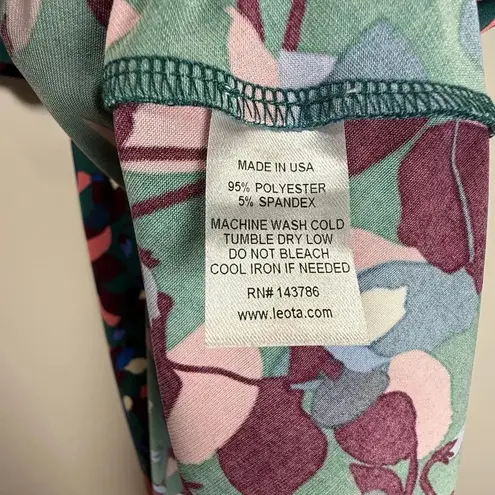 MADE IN USA
95% POLYESTER
5% SPANDEX
MACHINE WASH COLD
TUMBLE DRY LOW
DO NOT BLEACH
COOL IRON IF NEEDED
RN# 143786
www.leota.com